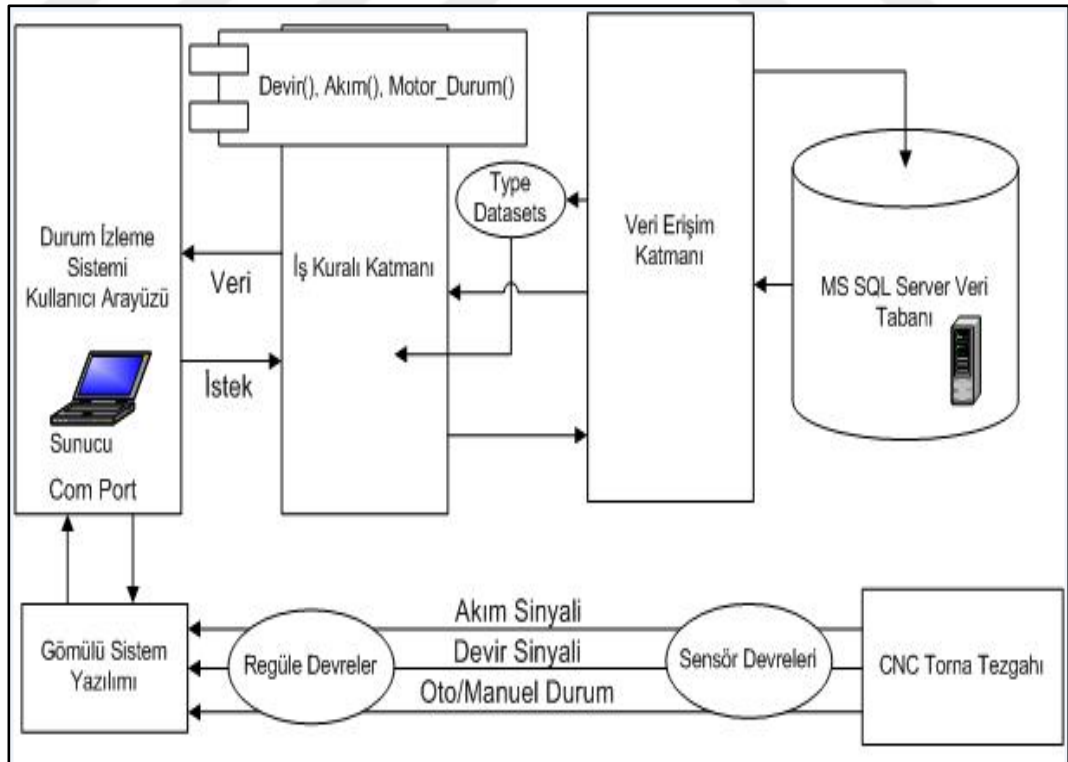 Devir(), Akım(), Motor_Durum()
Type
Datasets
Durum İzleme
Sistemi
Kullanıcı Arayüzü
Veri
İş Kuralı Katmanı
Veri Erişim
Katmanı
MS SQL Server Veri
Tabanı
İstek
Sunucu
Com Port
Gömülü Sistem
Yazılımı
Regüle Devreler
Akım Sinyali
Devir Sinyali
Oto/Manuel Durum
Sensör Devreleri
CNC Torna Tezgahı